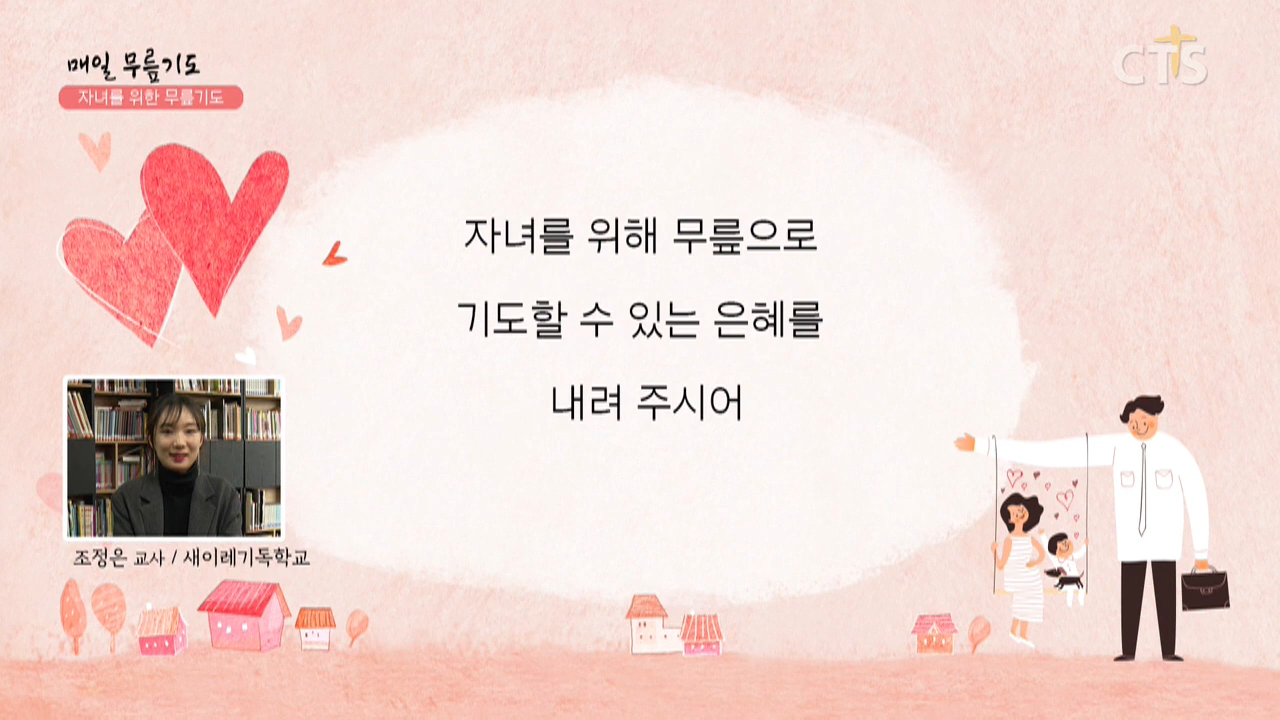 매일 무릎기도
자녀를 위한 무릎기도
CTS
자녀를 위해 무릎으로
기도할 수 있는 은혜를
내려 주시어
조정은 교사 / 새이레기독학교